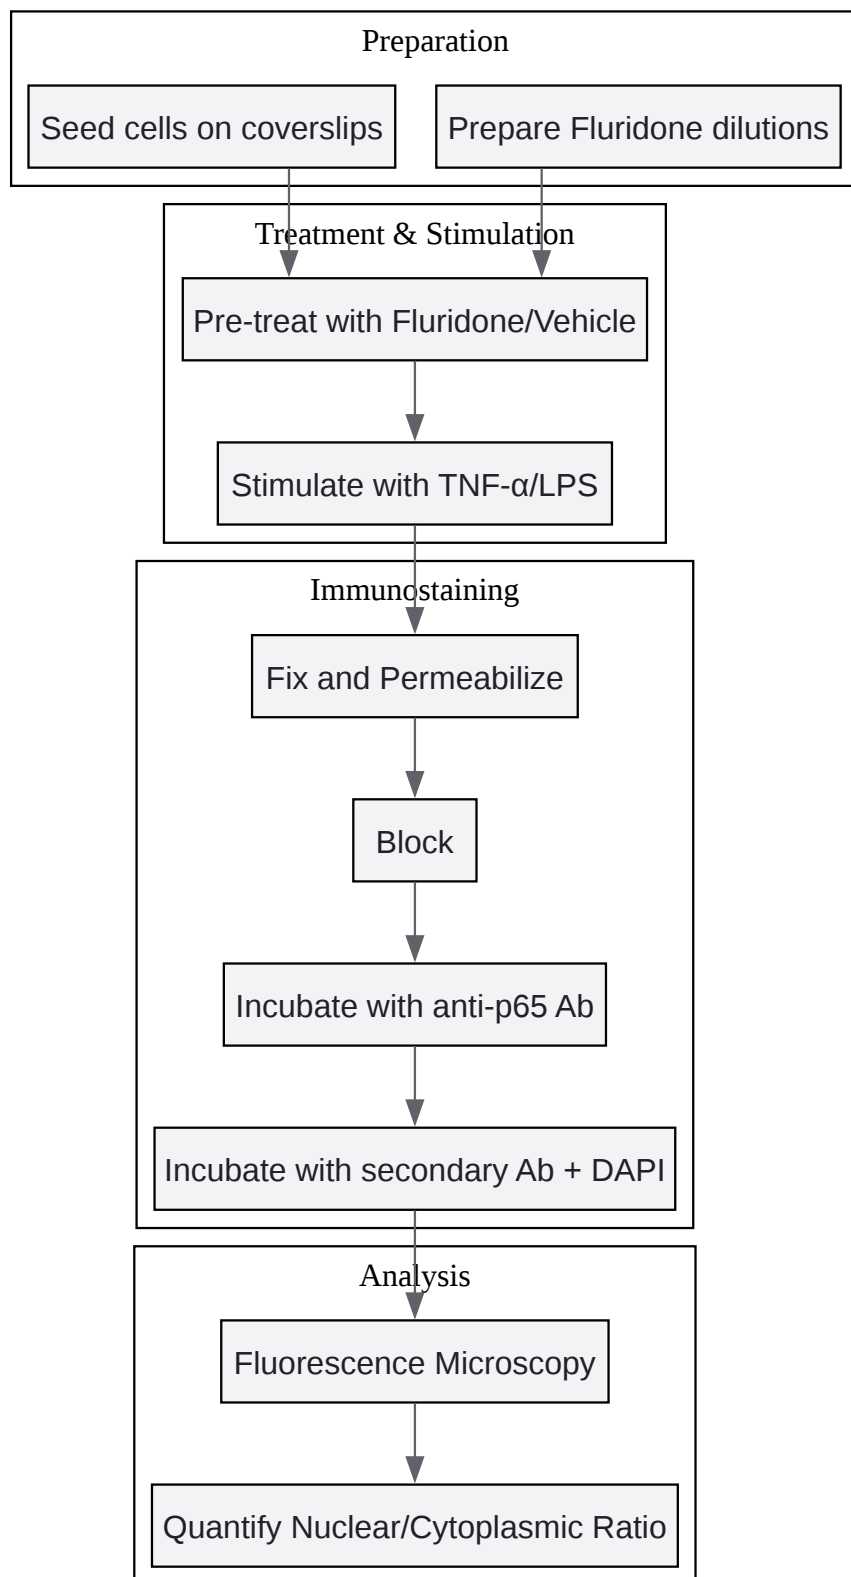 Preparation
Seed cells on coverslips
Prepare Fluridone dilutions
Treatment & Stimulation
Pre-treat with Fluridone/Vehicle
Stimulate with TNF-α/LPS
Immunostaining
Fix and Permeabilize
Block
Incubate with anti-p65 Ab
Incubate with secondary Ab + DAPI
Analysis
Fluorescence Microscopy
Quantify Nuclear/Cytoplasmic Ratio